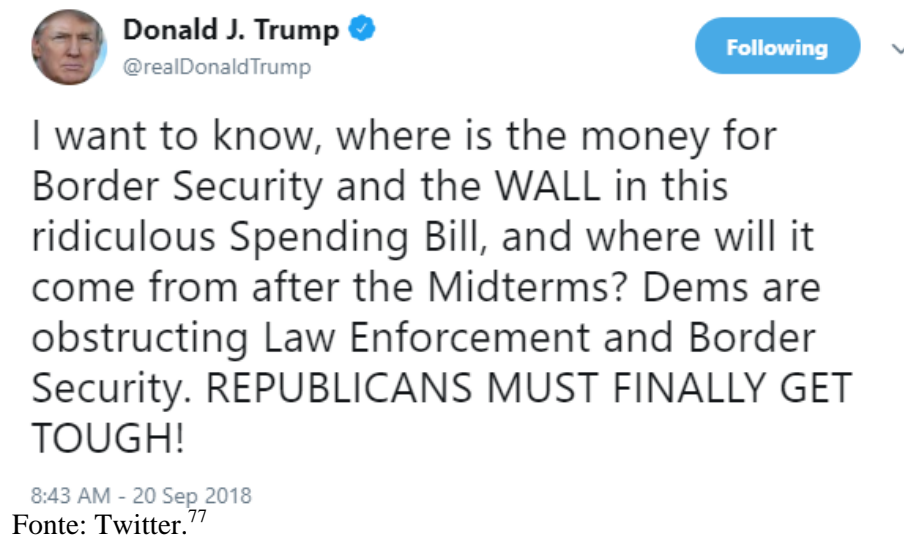 Donald J. Trump
@realDonaldTrump
Following
I want to know, where is the money for
Border Security and the WALL in this
ridiculous Spending Bill, and where will it
come from after the Midterms? Dems are
obstructing Law Enforcement and Border
Security. REPUBLICANS MUST FINALLY GET
TOUGH!
8:43 AM - 20 Sep 2018
Fonte: Twitter.77